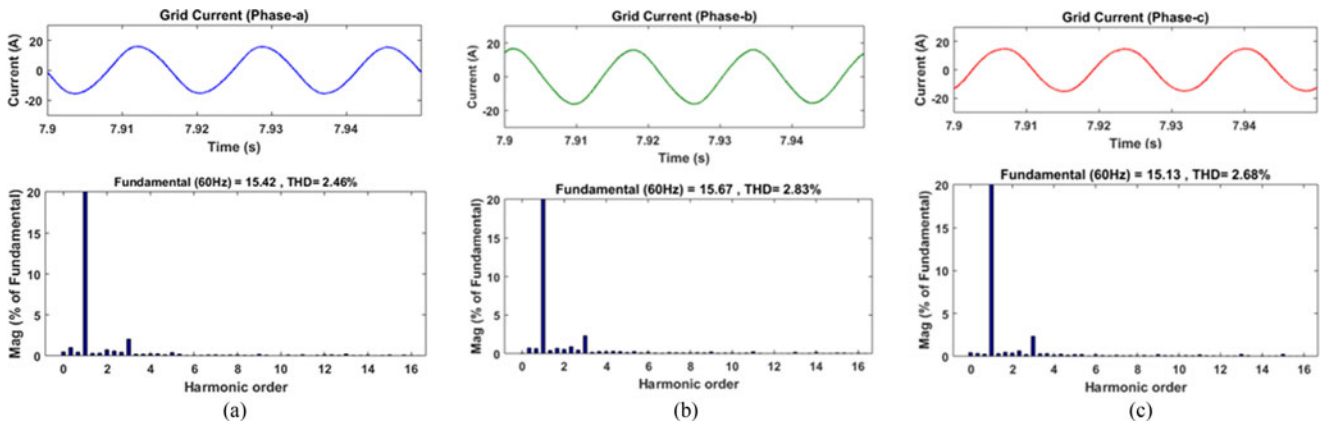 Grid Current (Phase-a)
Current (A)
20
0
-20
7.9 7.91 7.92 7.93 7.94
Time (s)
Fundamental (60Hz) = 15.42 , THD= 2.46%
Mag (% of Fundamental)
20
15
10
5
0
0 2 4 6 8 10 12 14 16
Harmonic order
(a)
Grid Current (Phase-b)
Current (A)
20
0
-20
7.9 7.91 7.92 7.93 7.94
Time (s)
Fundamental (60Hz) = 15.67 , THD= 2.83%
Mag (% of Fundamental)
20
15
10
5
0
0 2 4 6 8 10 12 14 16
Harmonic order
(b)
Grid Current (Phase-c)
Current (A)
20
0
-20
7.9 7.91 7.92 7.93 7.94
Time (s)
Fundamental (60Hz) = 15.13 , THD= 2.68%
Mag (% of Fundamental)
20
15
10
5
0
0 2 4 6 8 10 12 14 16
Harmonic order
(c)